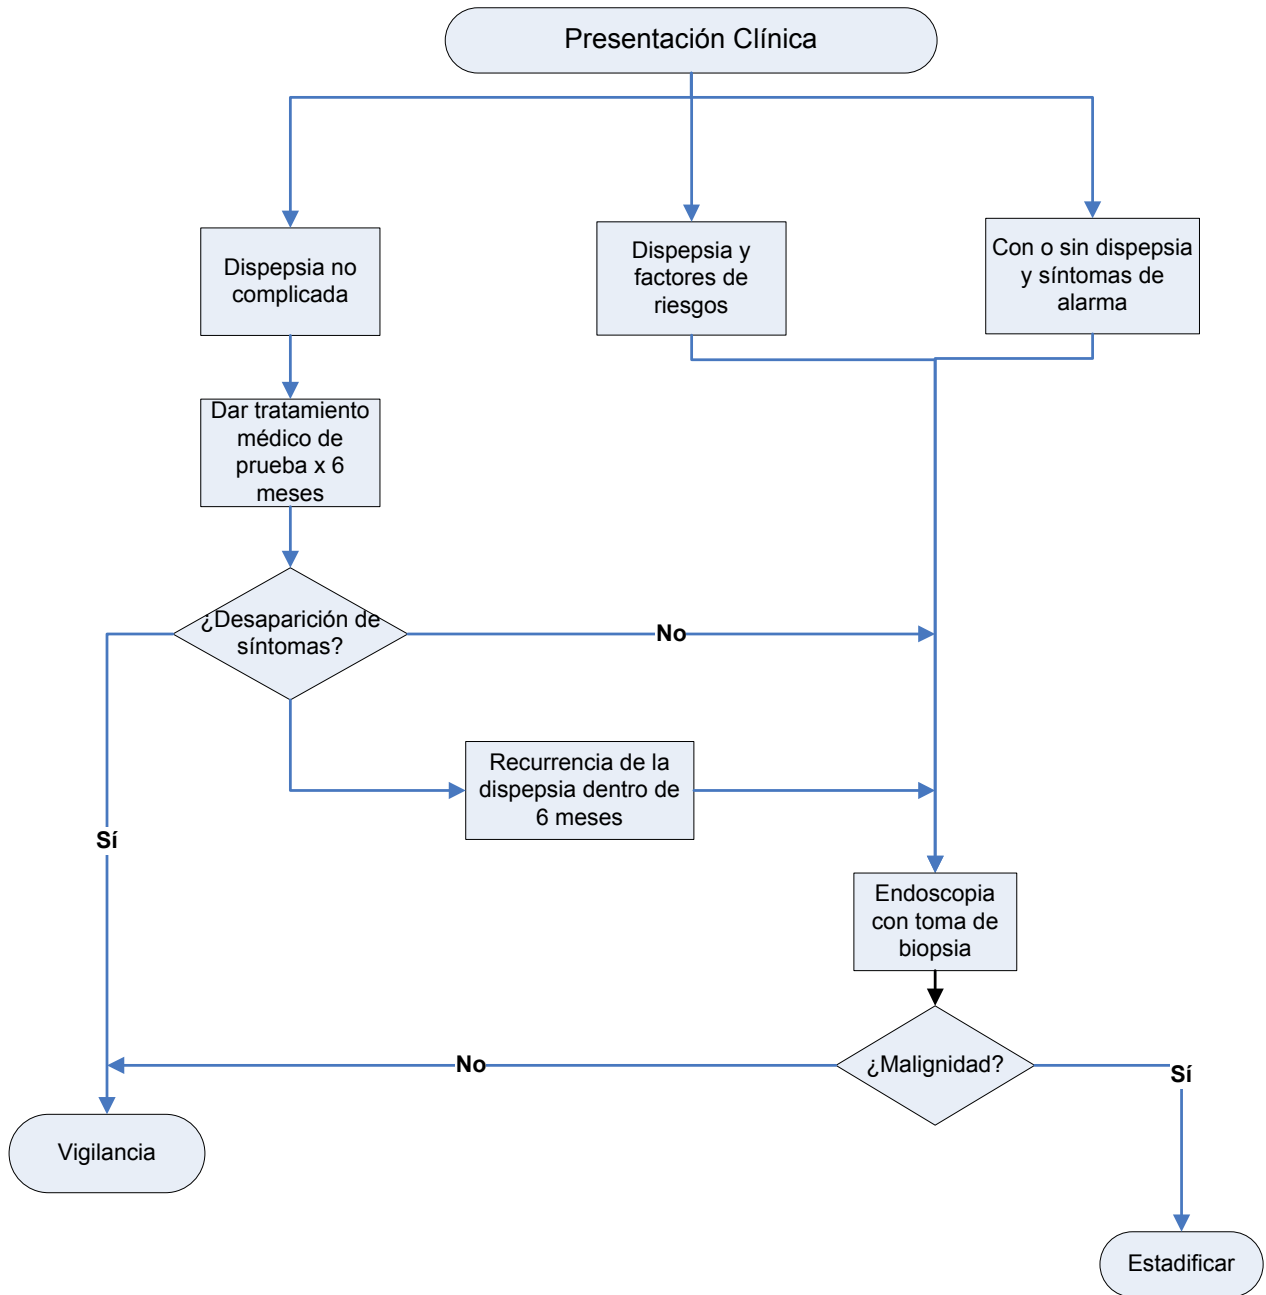 Presentación Clínica
Dispepsia no
complicada
Dispepsia y
factores de
riesgos
Con o sin dispepsia
y síntomas de
alarma
Dar tratamiento
médico de
prueba x 6
meses
¿Desaparición de
síntomas?
No
Recurrencia de la
dispepsia dentro de
6 meses
Sí
Endoscopia
con toma de
biopsia
¿Malignidad?
No
Sí
Vigilancia
Estadificar